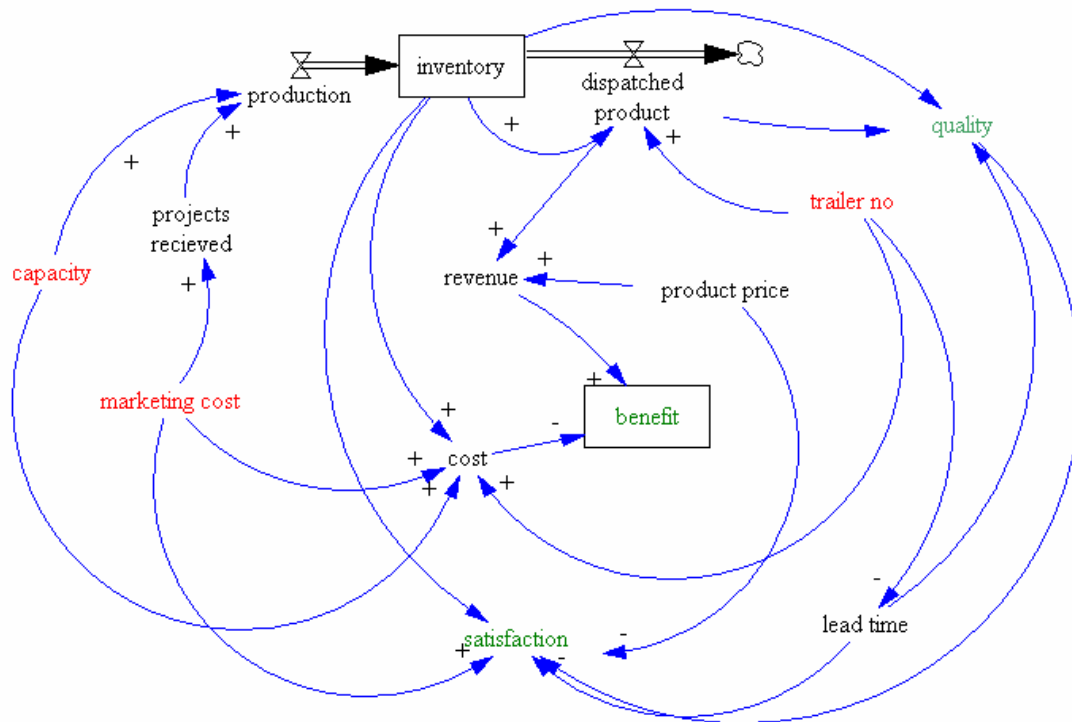 inventory
production
dispatched
product
quality
+
+
+
+
projects
recieved
trailer no
capacity
+
+
+
revenue
product price
marketing cost
+
benefit
-
+
cost
+
+
+
-
lead time
satisfaction
+
-
-